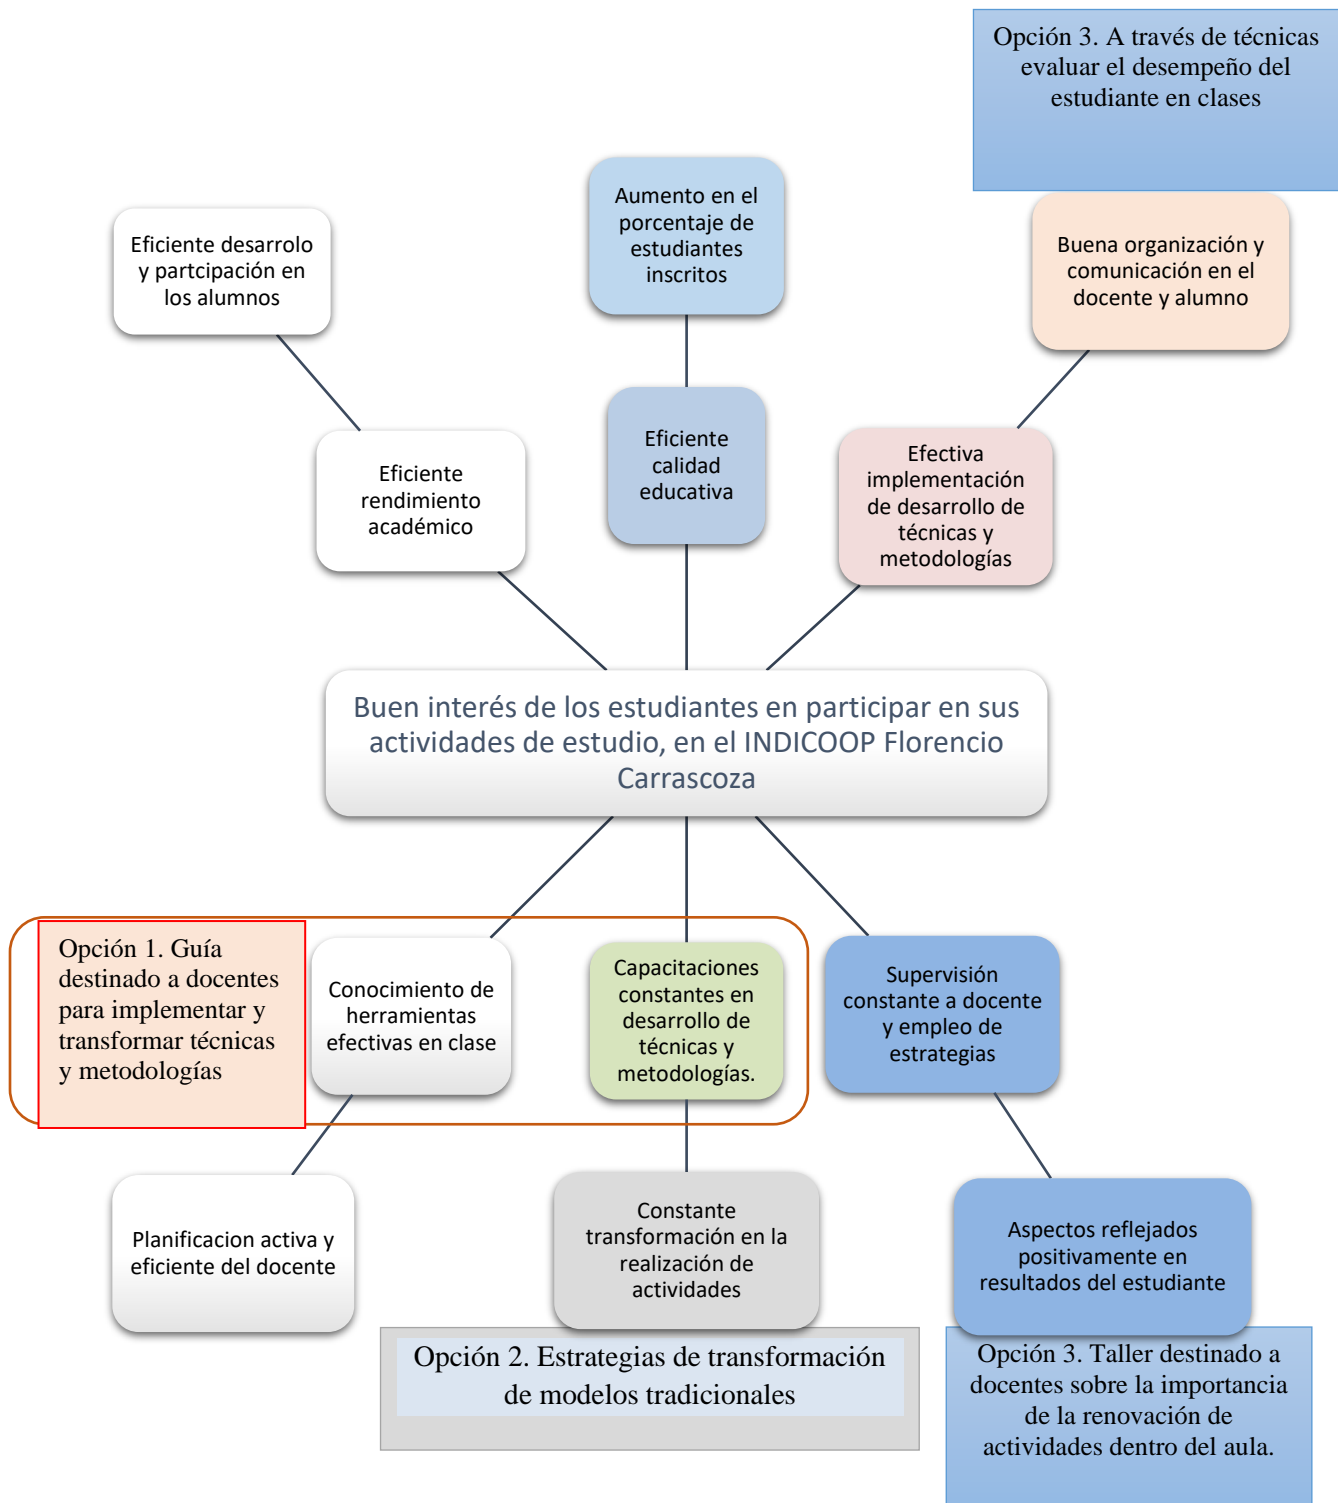 Opción 3. A través de técnicas
evaluar el desempeño del
estudiante en clases
Aumento en el
porcentaje de
estudiantes
inscritos
Eficiente desarrolo
y partcipación en
los alumnos
Buena organización y
comunicación en el
docente y alumno
Eficiente
rendimiento
académico
Eficiente
calidad
educativa
Efectiva
implementación
de desarrollo de
técnicas y
metodologías
Buen interés de los estudiantes en participar en sus
actividades de estudio, en el INDICOOP Florencio
Carrascoza
Opción 1. Guía
destinado a docentes
para implementar y
transformar técnicas
y metodologías
Conocimiento de
herramientas
efectivas en clase
Capacitaciones
constantes en
desarrollo de
técnicas y
metodologías.
Supervisión
constante a docente
y empleo de
estrategias
Planificacion activa y
eficiente del docente
Constante
transformación en la
realización de
actividades
Aspectos reflejados
positivamente en
resultados del estudiante
Opción 2. Estrategias de transformación
de modelos tradicionales
Opción 3. Taller destinado a
docentes sobre la importancia
de la renovación de
actividades dentro del aula.